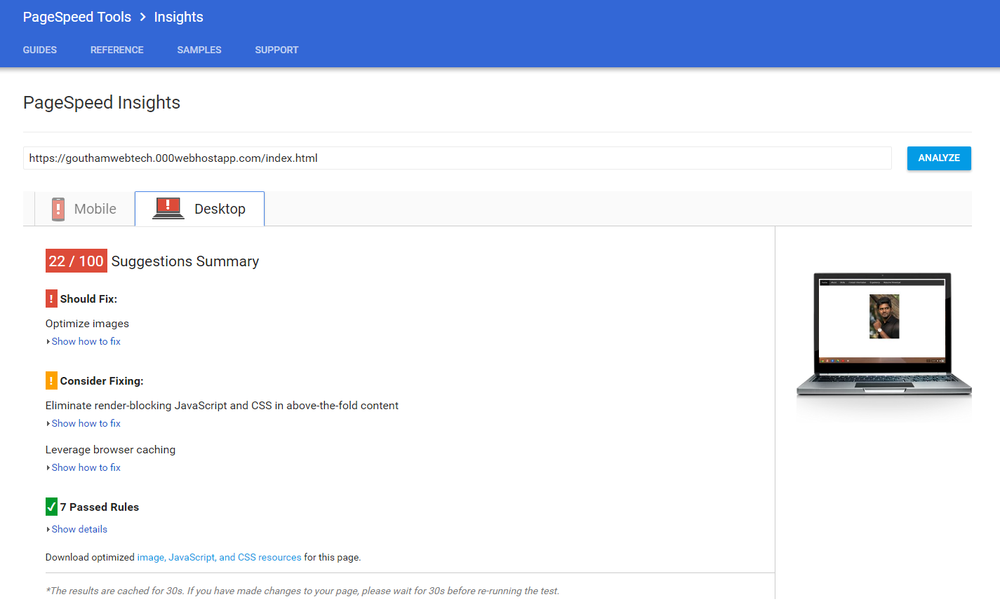 PageSpeed Tools > Insights
GUIDES REFERENCE SAMPLES SUPPORT
PageSpeed Insights
https://gouthamwebtech.000webhostapp.com/index.html
ANALYZE
! Mobile
! Desktop
22 / 100 Suggestions Summary
! Should Fix:
Optimize images
Show how to fix
! Consider Fixing:
Eliminate render-blocking JavaScript and CSS in above-the-fold content
Show how to fix
Leverage browser caching
Show how to fix
7 Passed Rules
Show details
Download optimized image, JavaScript, and CSS resources for this page.
*The results are cached for 30s. If you have made changes to your page, please wait for 30s before re-running the test.